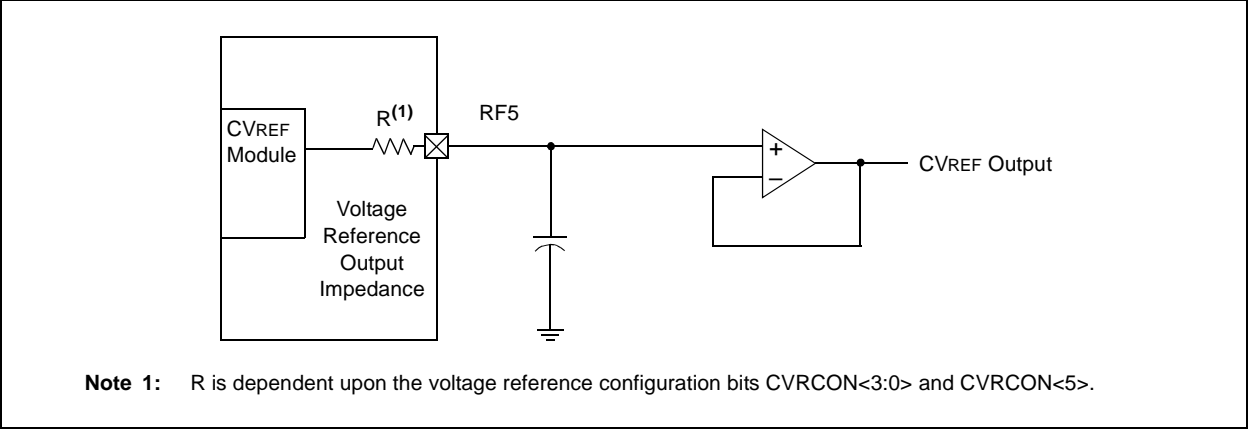 R(1)
RF5
CVREF
Module
+
−
CVREF Output
Voltage
Reference
Output
Impedance
Note 1: R is dependent upon the voltage reference configuration bits CVRCON<3:0> and CVRCON<5>.